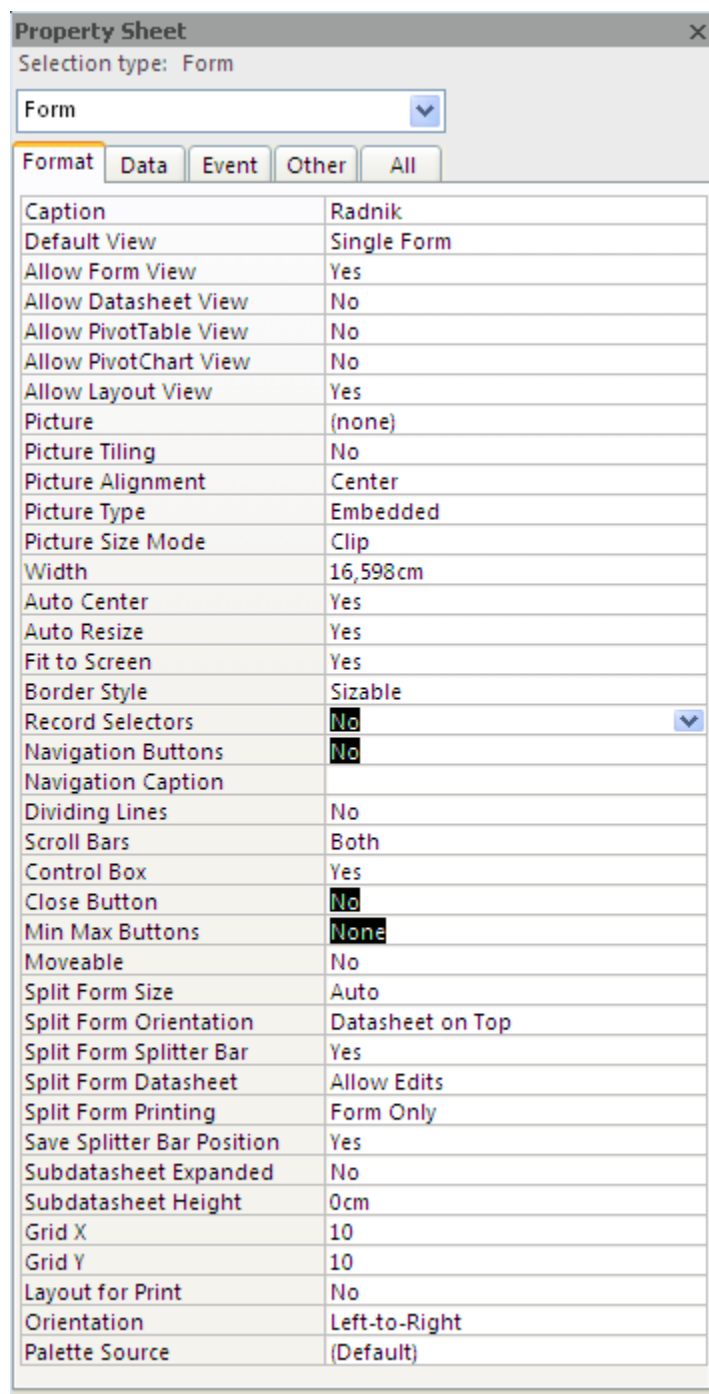 Property Sheet
Selection type: Form
Form
Format Data Event Other All
Caption Radnik
Default View Single Form
Allow Form View Yes
Allow Datasheet View No
Allow PivotTable View No
Allow PivotChart View No
Allow Layout View Yes
Picture (none)
Picture Tiling No
Picture Alignment Center
Picture Type Embedded
Picture Size Mode Clip
Width 16,598cm
Auto Center Yes
Auto Resize Yes
Fit to Screen Yes
Border Style Sizable
Record Selectors No
Navigation Buttons No
Navigation Caption
Dividing Lines No
Scroll Bars Both
Control Box Yes
Close Button No
Min Max Buttons None
Moveable No
Split Form Size Auto
Split Form Orientation Datasheet on Top
Split Form Splitter Bar Yes
Split Form Datasheet Allow Edits
Split Form Printing Form Only
Save Splitter Bar Position Yes
Subdatasheet Expanded No
Subdatasheet Height 0cm
Grid X 10
Grid Y 10
Layout for Print No
Orientation Left-to-Right
Palette Source (Default)